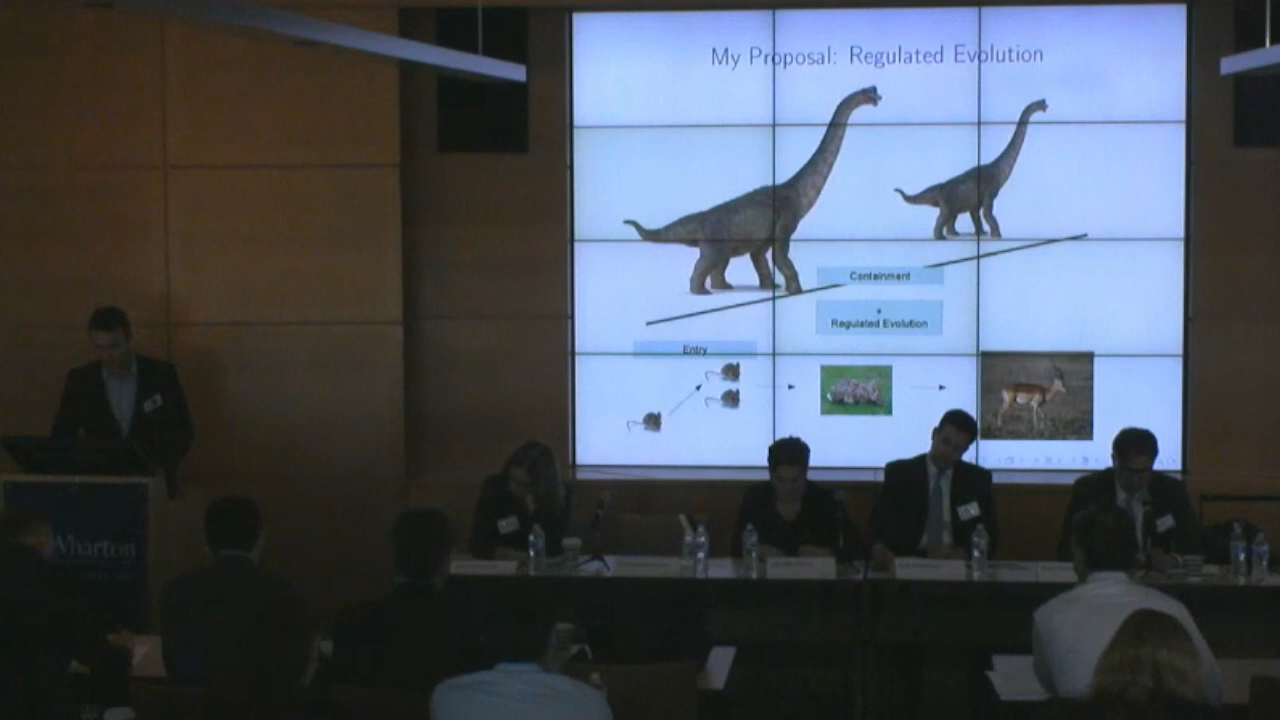 My Proposal: Regulated Evolution
Containment
+
Regulated Evolution
Entry
Wharton